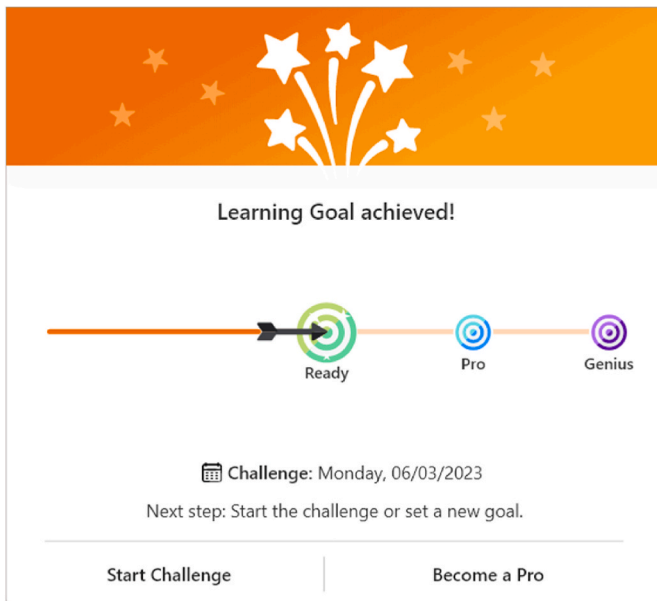 Learning Goal achieved!
Ready
Pro
Genius
Challenge: Monday, 06/03/2023
Next step: Start the challenge or set a new goal.
Start Challenge
Become a Pro